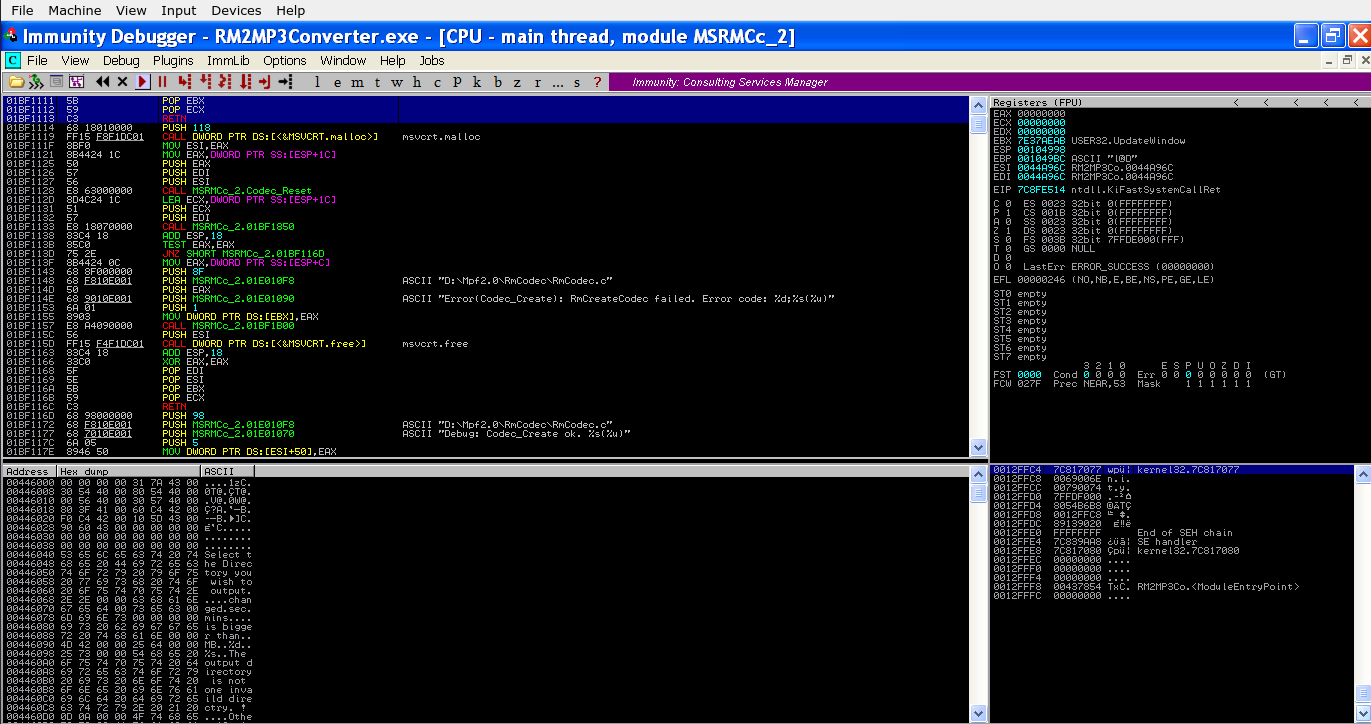 File Machine View Input Devices Help
Immunity Debugger - RM2MP3Converter.exe - [CPU - main thread, module MSRMCc_2]
C File View Debug Plugins ImmLib Options Window Help Jobs
l e m t w h c P k b z r ... s ? Immunity: Consulting Services Manager
01BF1111 5B POP EBX
01BF1112 59 POP ECX
01BF1113 C3 RETN
01BF1114 68 18010000 PUSH 118
01BF1119 FF15 F8F1DC01 CALL DWORD PTR DS:[<&MSVCRT.malloc>] msvcrt.malloc
01BF111F 8BF0 MOV ESI,EAX
01BF1121 8B4424 1C MOV EAX,DWORD PTR SS:[ESP+1C]
01BF1125 50 PUSH EAX
01BF1126 57 PUSH EDI
01BF1127 56 PUSH ESI
01BF1128 E8 63000000 CALL MSRMCc_2.Codec_Reset
01BF112D 8D4C24 1C LEA ECX,DWORD PTR SS:[ESP+1C]
01BF1131 51 PUSH ECX
01BF1132 57 PUSH EDI
01BF1133 E8 18070000 CALL MSRMCc_2.01BF1850
01BF1138 83C4 18 ADD ESP,18
01BF113B 85C0 TEST EAX,EAX
01BF113D 75 2E JNZ SHORT MSRMCc_2.01BF116D
01BF113F 8B4424 0C MOV EAX,DWORD PTR SS:[ESP+C]
01BF1143 68 8F000000 PUSH 8F
01BF1148 68 F810E001 PUSH MSRMCc_2.01E010F8 ASCII "D:\Mpf2.0\RmCodec\RmCodec.c"
01BF114D 50 PUSH EAX
01BF114E 68 9010E001 PUSH MSRMCc_2.01E01090 ASCII "Error(Codec_Create): RmCreateCodec failed. Error code: %d;%s(%u)"
01BF1153 6A 01 PUSH 1
01BF1155 8903 MOV DWORD PTR DS:[EBX],EAX
01BF1157 E8 A4090000 CALL MSRMCc_2.01BF1B00
01BF115C 56 PUSH ESI
01BF115D FF15 F4F1DC01 CALL DWORD PTR DS:[<&MSVCRT.free>] msvcrt.free
01BF1163 83C4 18 ADD ESP,18
01BF1166 33C0 XOR EAX,EAX
01BF1168 5F POP EDI
01BF1169 5E POP ESI
01BF116A 5B POP EBX
01BF116B 59 POP ECX
01BF116C C3 RETN
01BF116D 68 98000000 PUSH 98
01BF1172 68 F810E001 PUSH MSRMCc_2.01E010F8 ASCII "D:\Mpf2.0\RmCodec\RmCodec.c"
01BF1177 68 7010E001 PUSH MSRMCc_2.01E01070 ASCII "Debug: Codec_Create ok. %s(%u)"
01BF117C 6A 05 PUSH 5
01BF117E 8946 50 MOV DWORD PTR DS:[ESI+50],EAX
Registers (FPU) < < < < <
EAX 00000000
ECX 00000000
EDX 00000000
EBX 7E37AEAB USER32.UpdateWindow
ESP 00104998
EBP 001049BC ASCII "l@D"
ESI 0044A96C RM2MP3Co.0044A96C
EDI 0044A96C RM2MP3Co.0044A96C
EIP 7C8FE514 ntdll.KiFastSystemCallRet
C 0 ES 0023 32bit 0(FFFFFFFF)
P 1 CS 001B 32bit 0(FFFFFFFF)
A 0 SS 0023 32bit 0(FFFFFFFF)
Z 1 DS 0023 32bit 0(FFFFFFFF)
S 0 FS 003B 32bit 7FFDE000(FFF)
T 0 GS 0000 NULL
D 0
O 0 LastErr ERROR_SUCCESS (00000000)
EFL 00000246 (NO,NB,E,BE,NS,PE,GE,LE)
ST0 empty
ST1 empty
ST2 empty
ST3 empty
ST4 empty
ST5 empty
ST6 empty
ST7 empty
3 2 1 0 E S P U O Z D I
FST 0000 Cond 0 0 0 0 Err 0 0 0 0 0 0 0 0 (GT)
FCW 027F Prec NEAR,53 Mask 1 1 1 1 1 1
Address Hex dump ASCII
00446000 00 00 00 00 31 7A 43 00 ....1zC.
00446008 30 54 40 00 80 54 40 00 0T@.ÇT@.
00446010 00 56 40 00 30 57 40 00 .V@.0W@.
00446018 80 3F 41 00 60 C4 42 00
00446020 F0 C4 42 00 10 5D 43 00
00446028 90 60 43 00 00 00 00 00
00446030 00 00 00 00 00 00 00 00 ........
00446038 00 00 00 00 00 00 00 00 ........
00446040 53 65 6C 65 63 74 20 74 Select t
00446048 68 65 20 44 69 72 65 63 he Direc
00446050 74 6F 72 79 20 79 6F 75 tory you
00446058 20 77 69 73 68 20 74 6F wish to
00446060 20 6F 75 74 70 75 74 2E output.
00446068 2E 2E 00 00 63 68 61 6E ....chan
00446070 67 65 64 00 73 65 63 00 ged.sec.
00446078 6D 69 6E 73 00 00 00 00 mins....
00446080 69 73 20 62 69 67 67 65 is bigge
00446088 72 20 74 68 61 6E 00 00 r than..
00446090 4D 42 00 00 25 64 00 00 MB..%d..
00446098 25 73 00 00 54 68 65 20 %s..The
004460A0 6F 75 74 70 75 74 20 64 output d
004460A8 69 72 65 63 74 6F 72 79 irectory
004460B0 20 69 73 20 6E 6F 74 20 is not
004460B8 6F 6E 65 20 69 6E 76 61 one inva
004460C0 69 6C 64 20 64 69 72 65 ild dire
004460C8 63 74 72 79 2E 20 21 20 ctry. !
004460D0 0D 0A 00 00 4F 74 68 65 ....Othe
0012FFC4 7C817077 wpü¦ kernel32.7C817077
0012FFC8 0069006E n.i.
0012FFCC 00790074 t.y.
0012FFD0 7FFDF000
0012FFD4 8054B6B8
0012FFD8 0012FFC8
0012FFDC 89139020
0012FFE0 FFFFFFFF End of SEH chain
0012FFE4 7C839AA8 SE handler
0012FFE8 7C817080 Çpü¦ kernel32.7C817080
0012FFEC 00000000 ....
0012FFF0 00000000 ....
0012FFF4 00000000 ....
0012FFF8 00437854 TxC. RM2MP3Co.<ModuleEntryPoint>
0012FFFC 00000000 ....